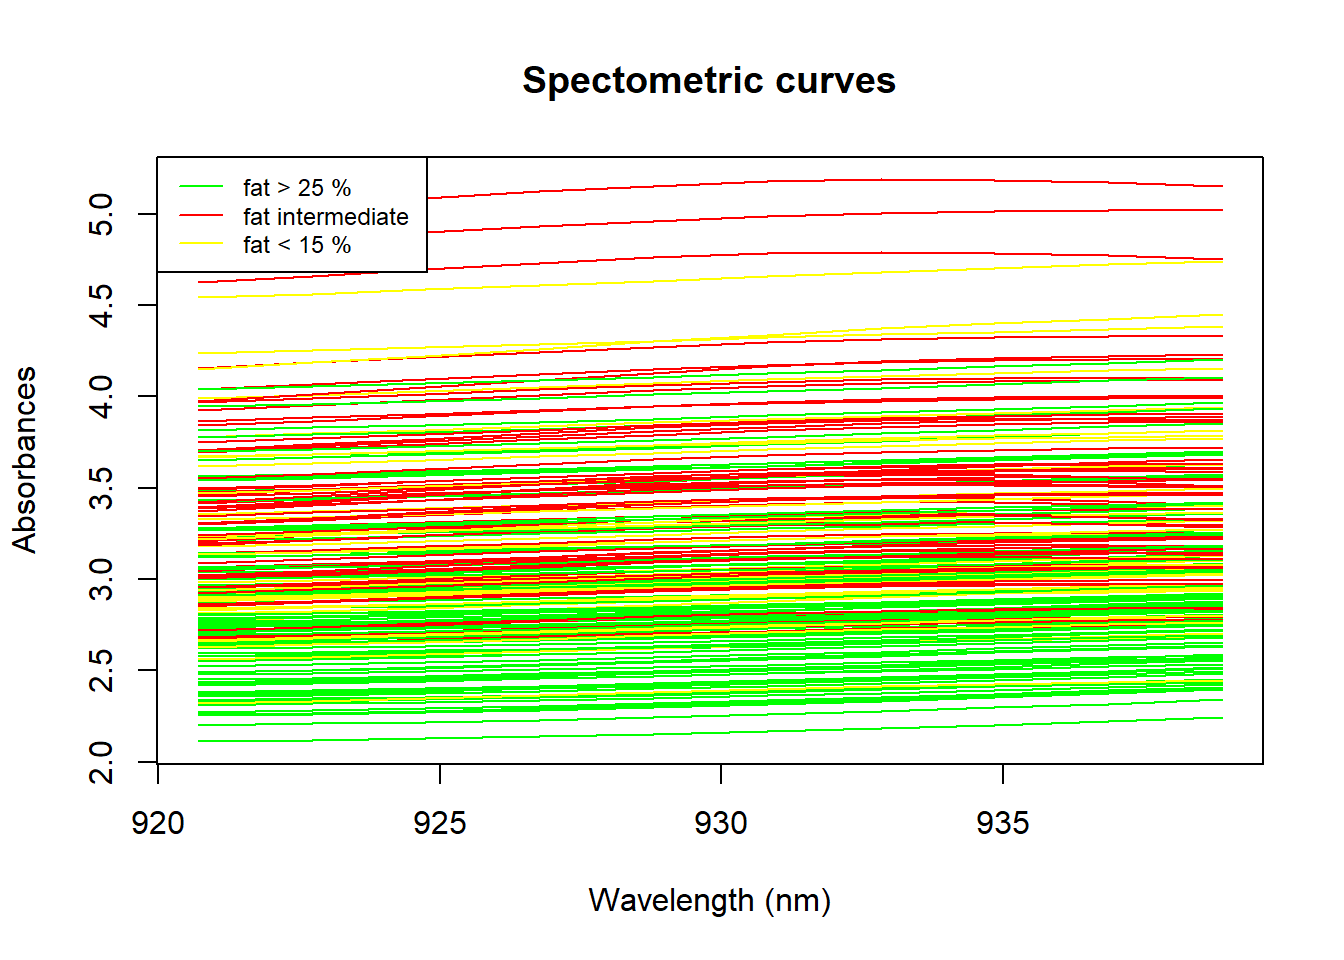 Spectometric curves
fat > 25 %
fat intermediate
fat < 15 %
Absorbances
5.0
4.5
4.0
3.5
3.0
2.5
2.0
920 925 930 935
Wavelength (nm)